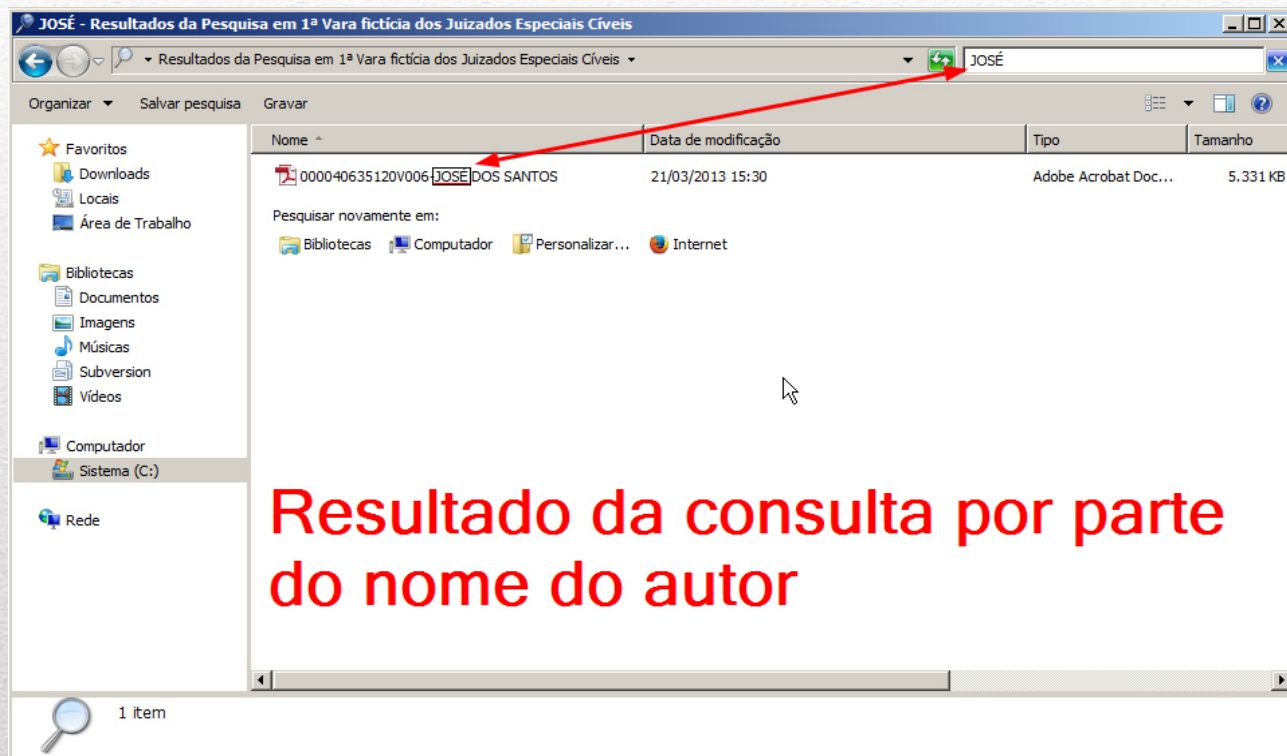 JOSÉ - Resultados da Pesquisa em 1ª Vara fictícia dos Juizados Especiais Cíveis
Resultados da Pesquisa em 1ª Vara fictícia dos Juizados Especiais Cíveis
JOSÉ
Organizar Salvar pesquisa Gravar
Nome Data de modificação Tipo Tamanho
Favoritos
Downloads
Locais
Área de Trabalho
Bibliotecas
Documentos
Imagens
Músicas
Subversion
Vídeos
Computador
Sistema (C:)
Rede
000040635120V006-JOSÉ DOS SANTOS 21/03/2013 15:30 Adobe Acrobat Doc... 5.331 KB
Pesquisar novamente em:
Bibliotecas Computador Personalizar... Internet
Resultado da consulta por parte
do nome do autor
1 item